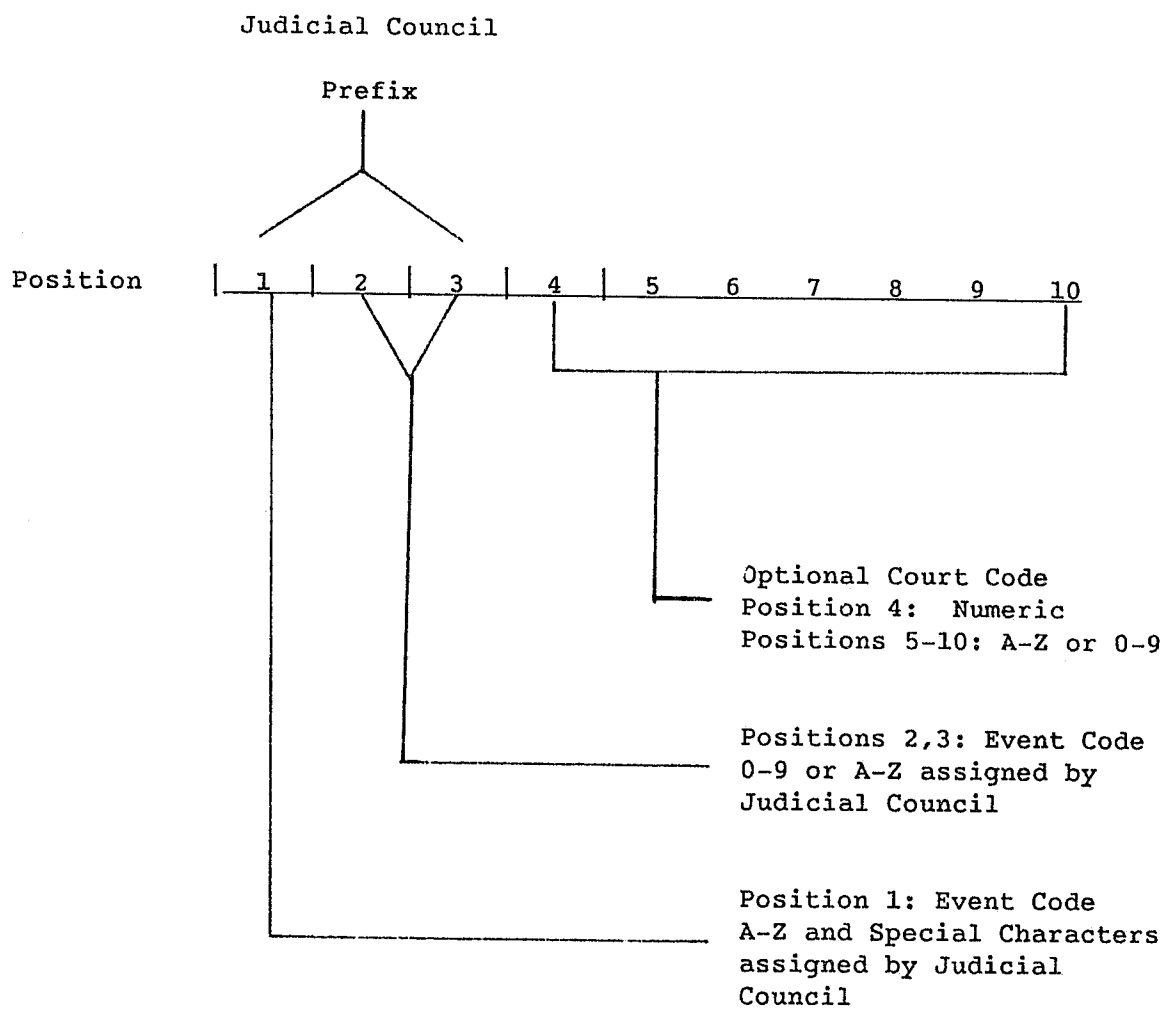 Judicial Council
Prefix
Position 1 2 3 4 5 6 7 8 9 10
Optional Court Code
Position 4: Numeric
Positions 5-10: A-Z or 0-9
Positions 2,3: Event Code
0-9 or A-Z assigned by
Judicial Council
Position 1: Event Code
A-Z and Special Characters
assigned by Judicial
Council